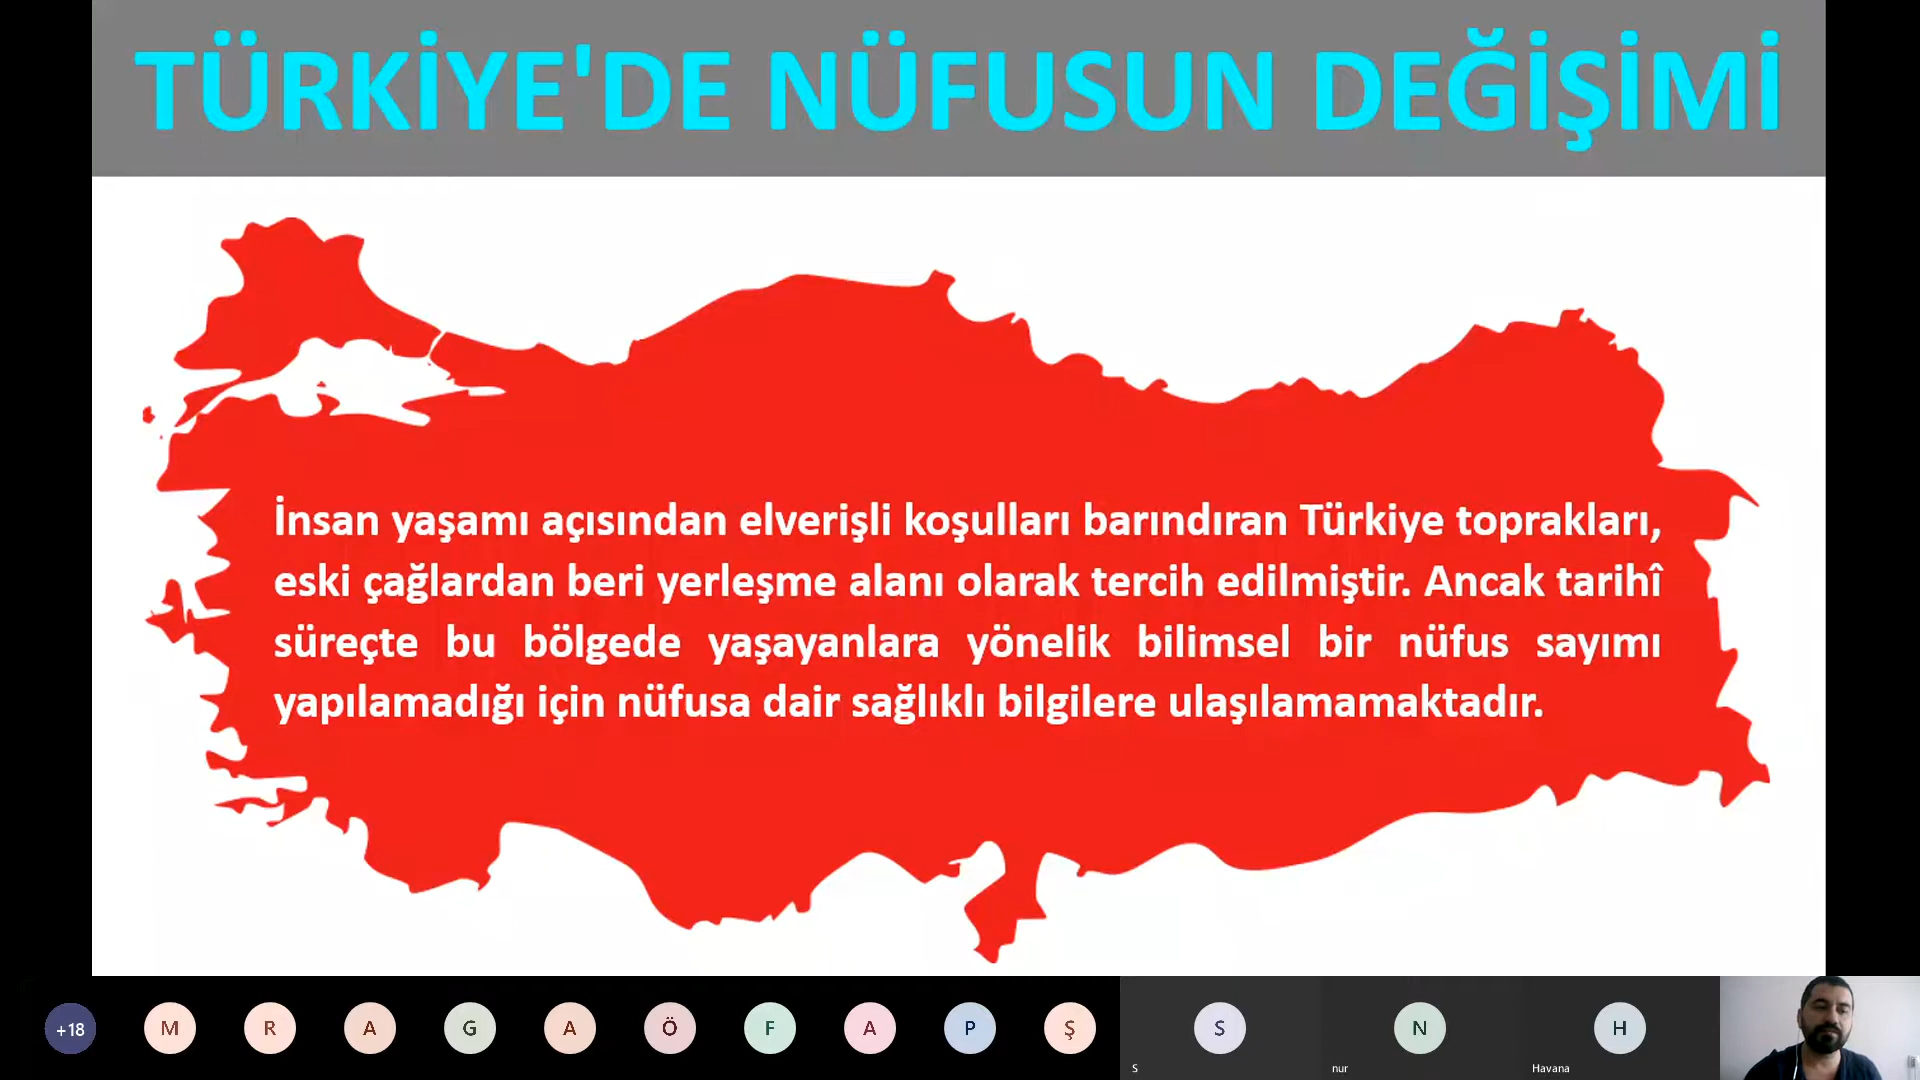 TÜRKİYE'DE NÜFUSUN DEĞİŞİMİ
İnsan yaşamı açısından elverişli koşulları barındıran Türkiye toprakları,
eski çağlardan beri yerleşme alanı olarak tercih edilmiştir. Ancak tarihî
süreçte bu bölgede yaşayanlara yönelik bilimsel bir nüfus sayımı
yapılamadığı için nüfusa dair sağlıklı bilgilere ulaşılamamaktadır.
+18 M R A G A Ö F A P Ş S N H
S nur Havana